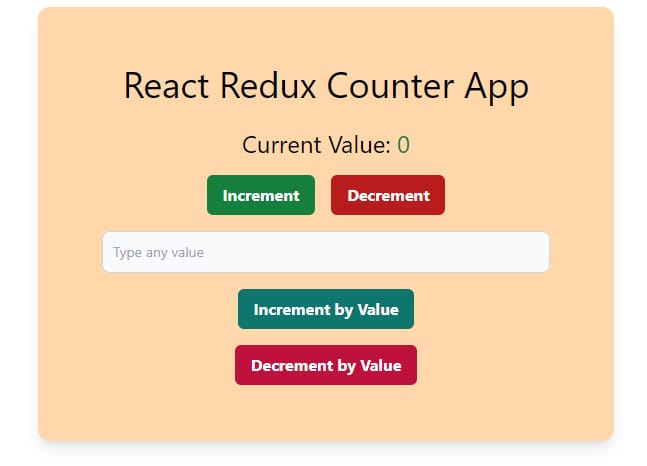 React Redux Counter App
Current Value: 0
Increment Decrement
Type any value
Increment by Value
Decrement by Value